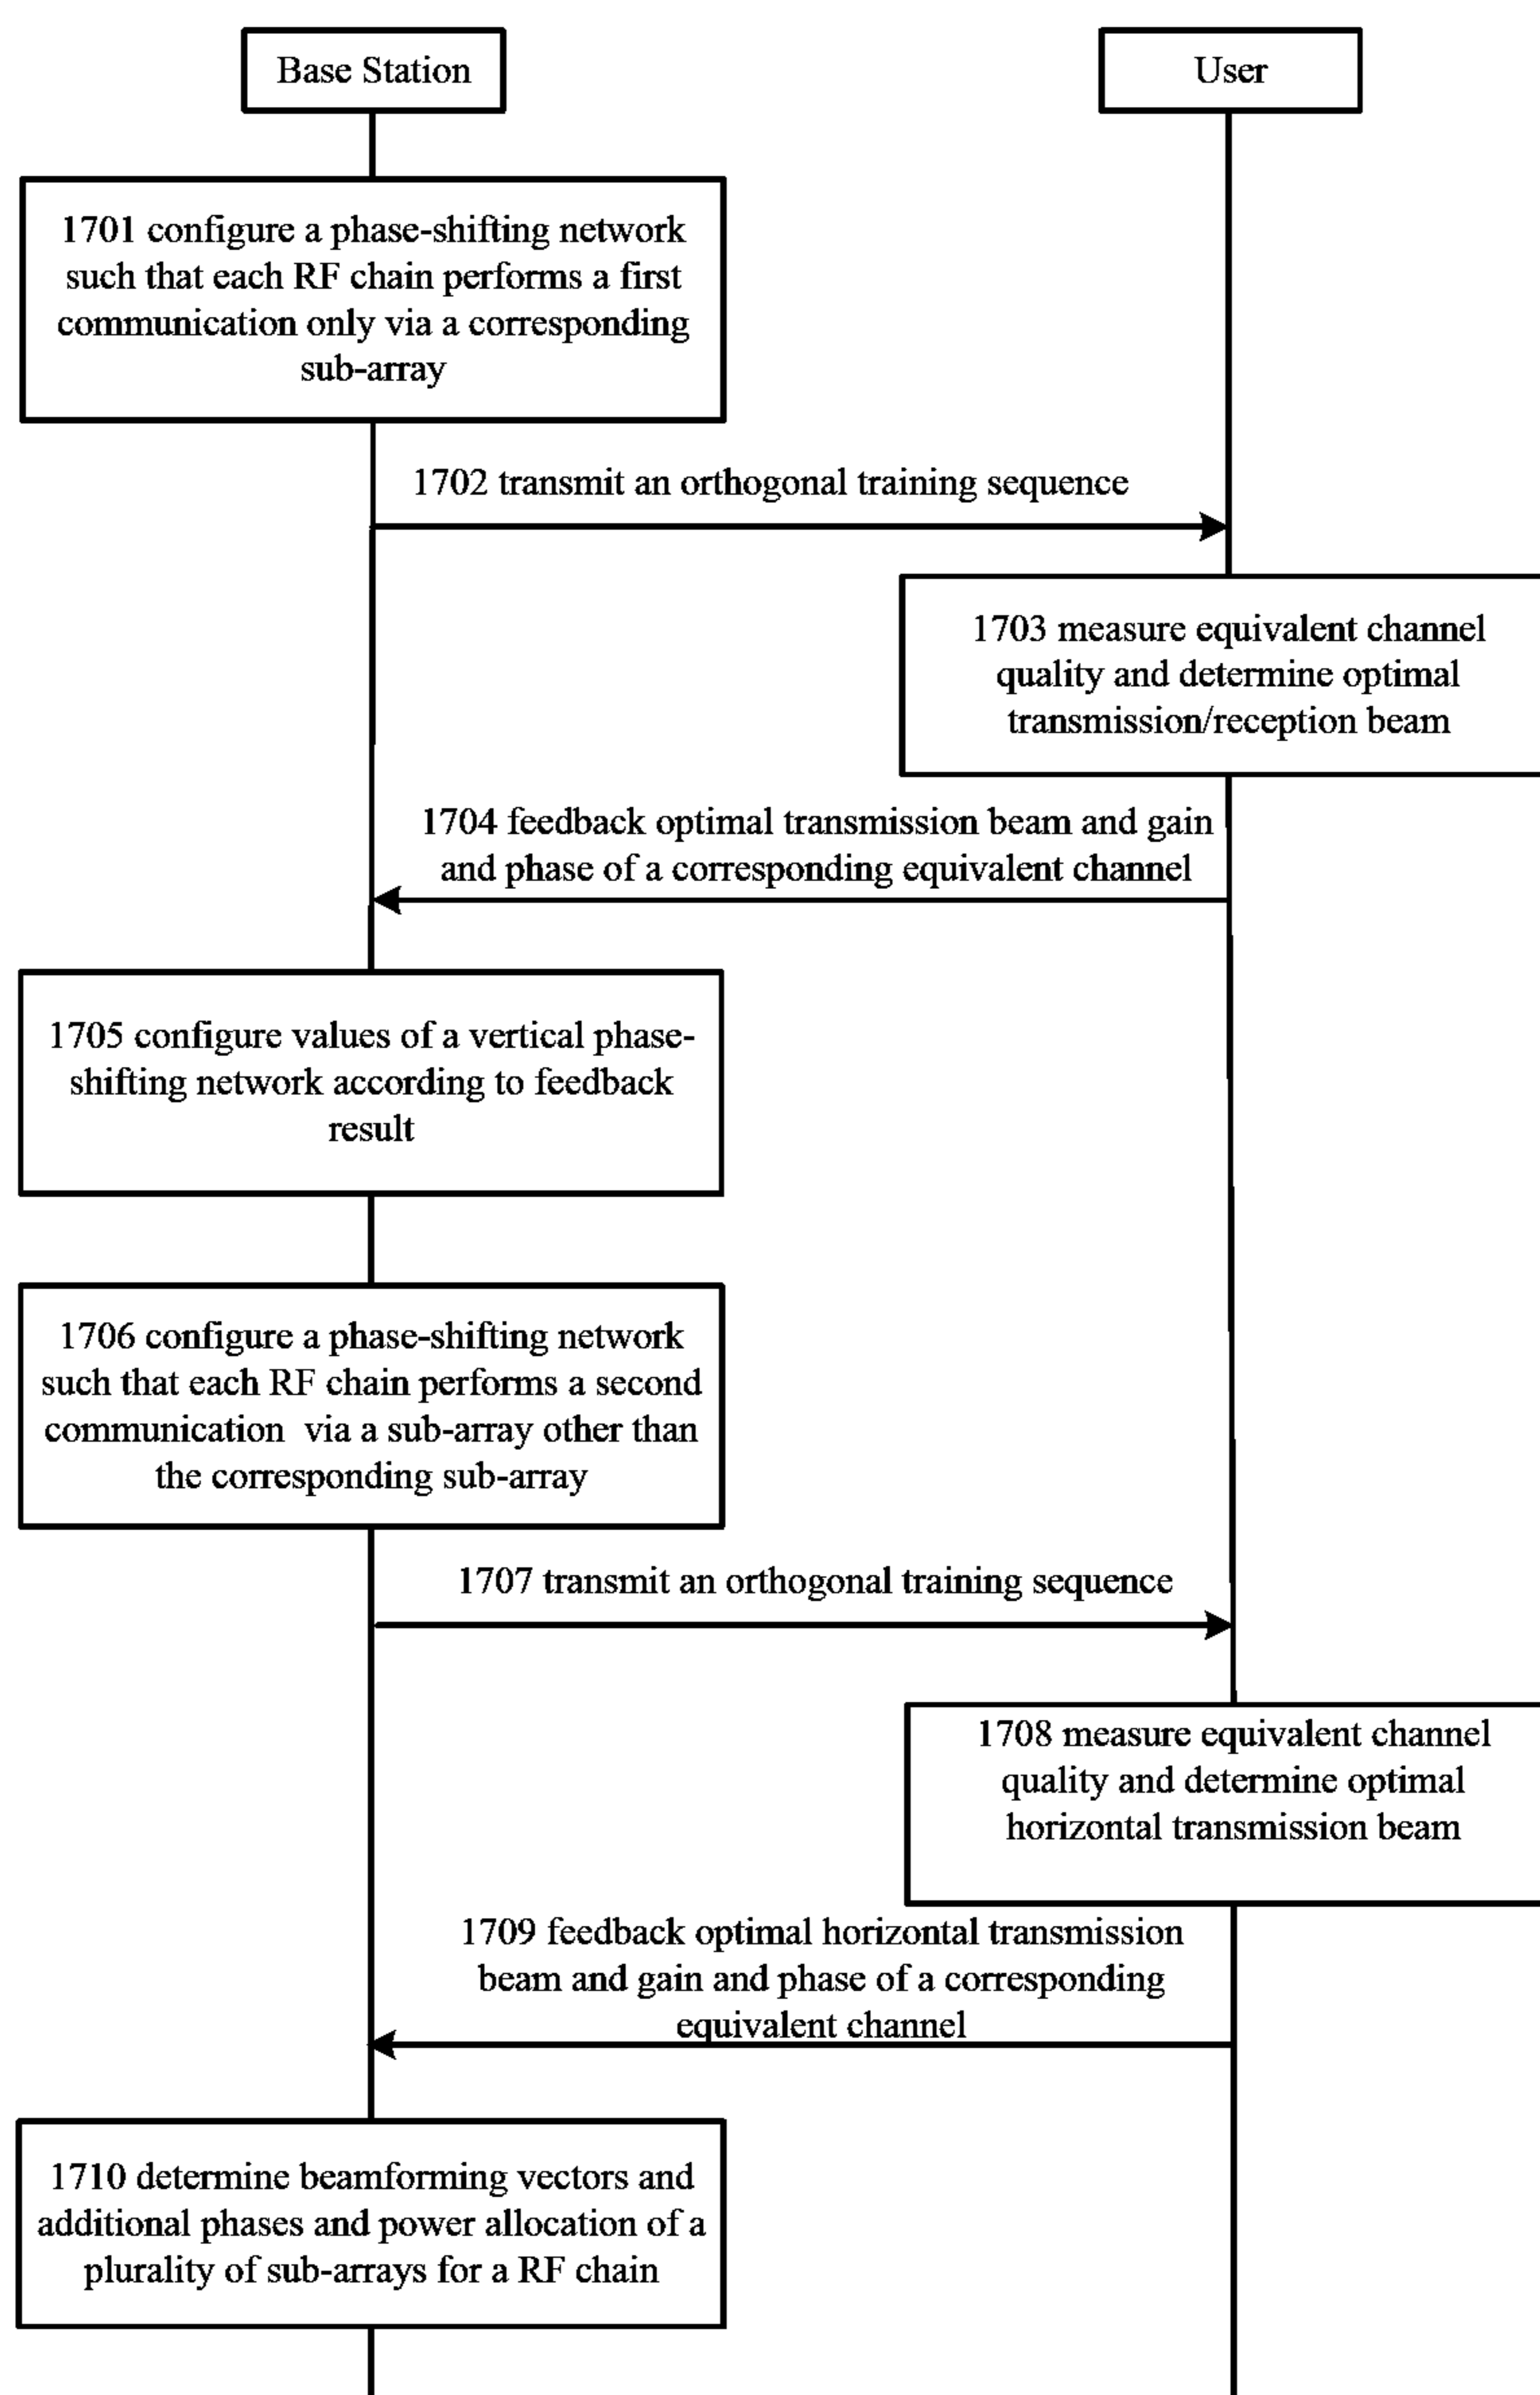 Base Station
User
1701 configure a phase-shifting network
such that each RF chain performs a first
communication only via a corresponding
sub-array
1702 transmit an orthogonal training sequence
1703 measure equivalent channel
quality and determine optimal
transmission/reception beam
1704 feedback optimal transmission beam and gain
and phase of a corresponding equivalent channel
1705 configure values of a vertical phase-
shifting network according to feedback
result
1706 configure a phase-shifting network
such that each RF chain performs a second
communication via a sub-array other than
the corresponding sub-array
1707 transmit an orthogonal training sequence
1708 measure equivalent channel
quality and determine optimal
horizontal transmission beam
1709 feedback optimal horizontal transmission
beam and gain and phase of a corresponding
equivalent channel
1710 determine beamforming vectors and
additional phases and power allocation of a
plurality of sub-arrays for a RF chain